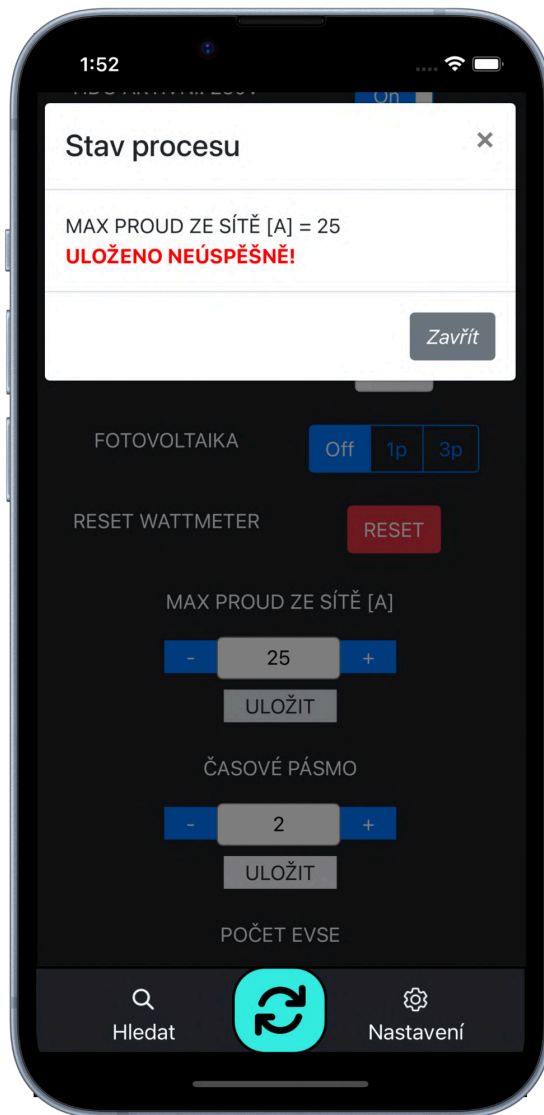 1:52
On
Stav procesu
×
MAX PROUD ZE SÍTĚ [A] = 25
ULOŽENO NEÚSPĚŠNĚ!
Zavřít
FOTOVOLTAIKA
Off 1p 3p
RESET WATTMETER
RESET
MAX PROUD ZE SÍTĚ [A]
- 25 +
ULOŽIT
ČASOVÉ PÁSMO
- 2 +
ULOŽIT
POČET EVSE
Hledat
Nastavení